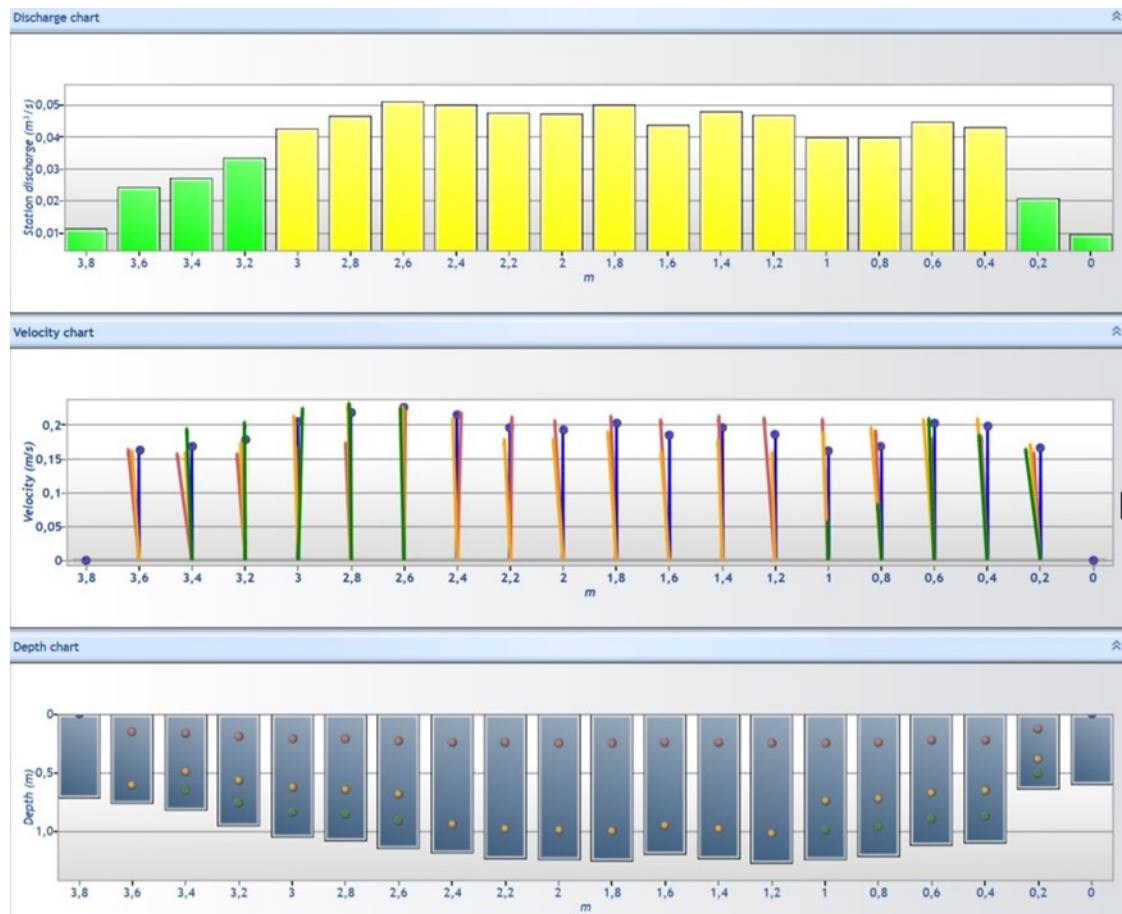 Discharge chart
Station discharge (m³/s)
0,05
0,04
0,03
0,02
0,01
3,8 3,6 3,4 3,2 3 2,8 2,6 2,4 2,2 2 1,8 1,6 1,4 1,2 1 0,8 0,6 0,4 0,2 0
m
Velocity chart
Velocity (m/s)
0,2
0,15
0,1
0,05
0
3,8 3,6 3,4 3,2 3 2,8 2,6 2,4 2,2 2 1,8 1,6 1,4 1,2 1 0,8 0,6 0,4 0,2 0
m
Depth chart
Depth (m)
0
0,5
1,0
3,8 3,6 3,4 3,2 3 2,8 2,6 2,4 2,2 2 1,8 1,6 1,4 1,2 1 0,8 0,6 0,4 0,2 0
m